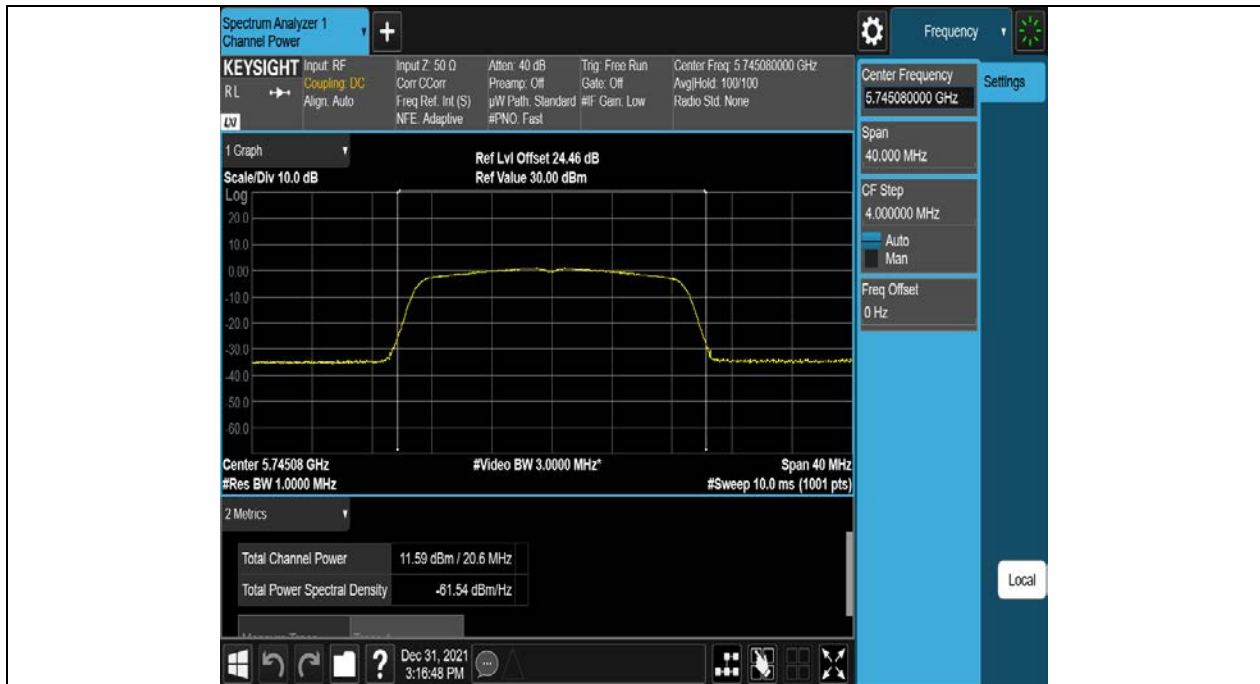 Spectrum Analyzer 1
Channel Power
Frequency
KEYSIGHT
RL
LXI
Input: RF
Coupling: DC
Align: Auto
Input Z: 50 Ω
Corr CCorr
Freq Ref: Int (S)
NFE: Adaptive
Atten: 40 dB
Preamp: Off
µW Path: Standard
#PNO: Fast
Trig: Free Run
Gate: Off
#IF Gain: Low
Center Freq: 5.745080000 GHz
Avg|Hold: 100/100
Radio Std: None
Center Frequency
5.745080000 GHz
Settings
Span
40.000 MHz
CF Step
4.000000 MHz
Auto
Man
Freq Offset
0 Hz
Local
1 Graph
Scale/Div 10.0 dB
Ref Lvl Offset 24.46 dB
Ref Value 30.00 dBm
Log
20.0
10.0
0.00
-10.0
-20.0
-30.0
-40.0
-50.0
-60.0
Center 5.74508 GHz
#Res BW 1.0000 MHz
#Video BW 3.0000 MHz*
Span 40 MHz
#Sweep 10.0 ms (1001 pts)
2 Metrics
Total Channel Power 11.59 dBm / 20.6 MHz
Total Power Spectral Density -61.54 dBm/Hz
Dec 31, 2021
3:16:48 PM